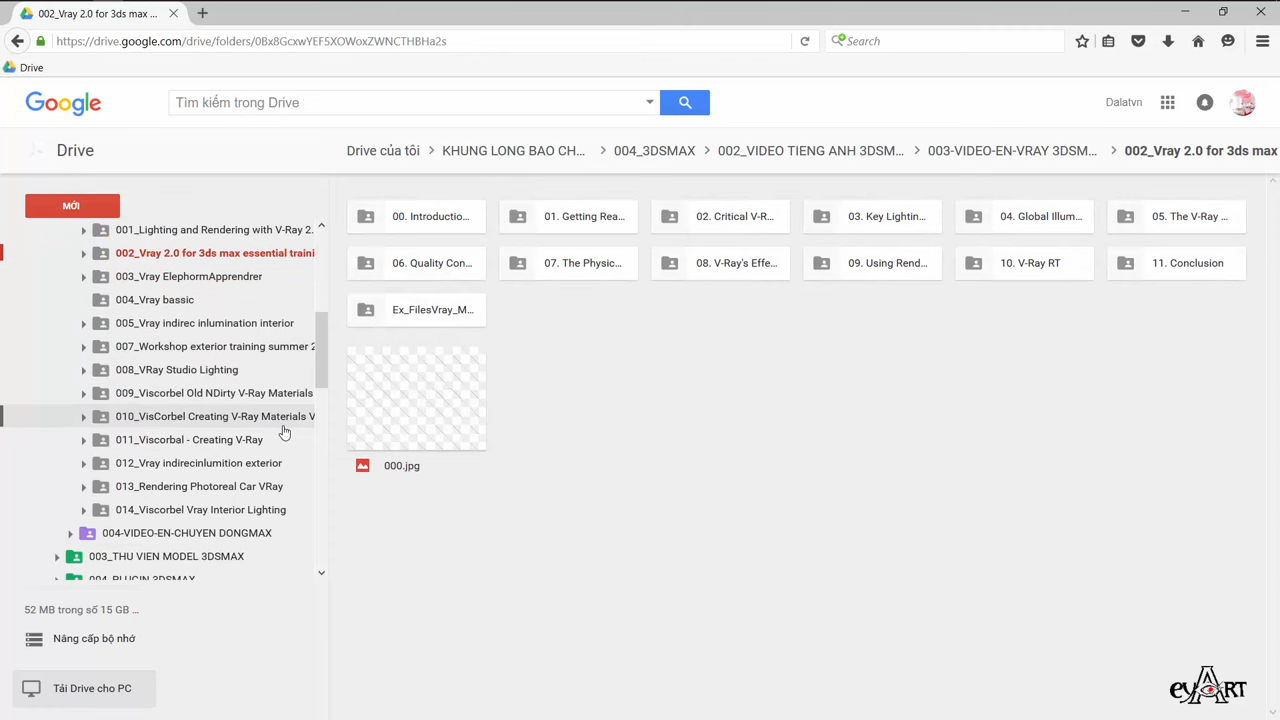 002_Vray 2.0 for 3ds max ...
https://drive.google.com/drive/folders/0Bx8GcxwYEF5XOWoxZWNCTHBHa2s
Search
Drive
Google
Tìm kiếm trong Drive
Dalatvn
Drive
Drive của tôi
KHUNG LONG BAO CH...
004_3DSMAX
002_VIDEO TIENG ANH 3DSM...
003-VIDEO-EN-VRAY 3DSM...
002_Vray 2.0 for 3ds max
MỚI
001_Lighting and Rendering with V-Ray 2.
002_Vray 2.0 for 3ds max essential traini
003_Vray ElephormApprendrer
004_Vray bassic
005_Vray indirec inlumination interior
007_Workshop exterior training summer 2
008_VRay Studio Lighting
009_Viscorbel Old NDirty V-Ray Materials
010_VisCorbel Creating V-Ray Materials V
011_Viscorbal - Creating V-Ray
012_Vray indirecinlumition exterior
013_Rendering Photoreal Car VRay
014_Viscorbel Vray Interior Lighting
004-VIDEO-EN-CHUYEN DONGMAX
003_THU VIEN MODEL 3DSMAX
004_PLUGIN 3DSMAX
52 MB trong số 15 GB ...
Nâng cấp bộ nhớ
Tải Drive cho PC
00. Introductio...
01. Getting Rea...
02. Critical V-R...
03. Key Lightin...
04. Global Illum...
05. The V-Ray ...
06. Quality Con...
07. The Physic...
08. V-Ray's Effe...
09. Using Rend...
10. V-Ray RT
11. Conclusion
Ex_FilesVray_M...
000.jpg
eyART